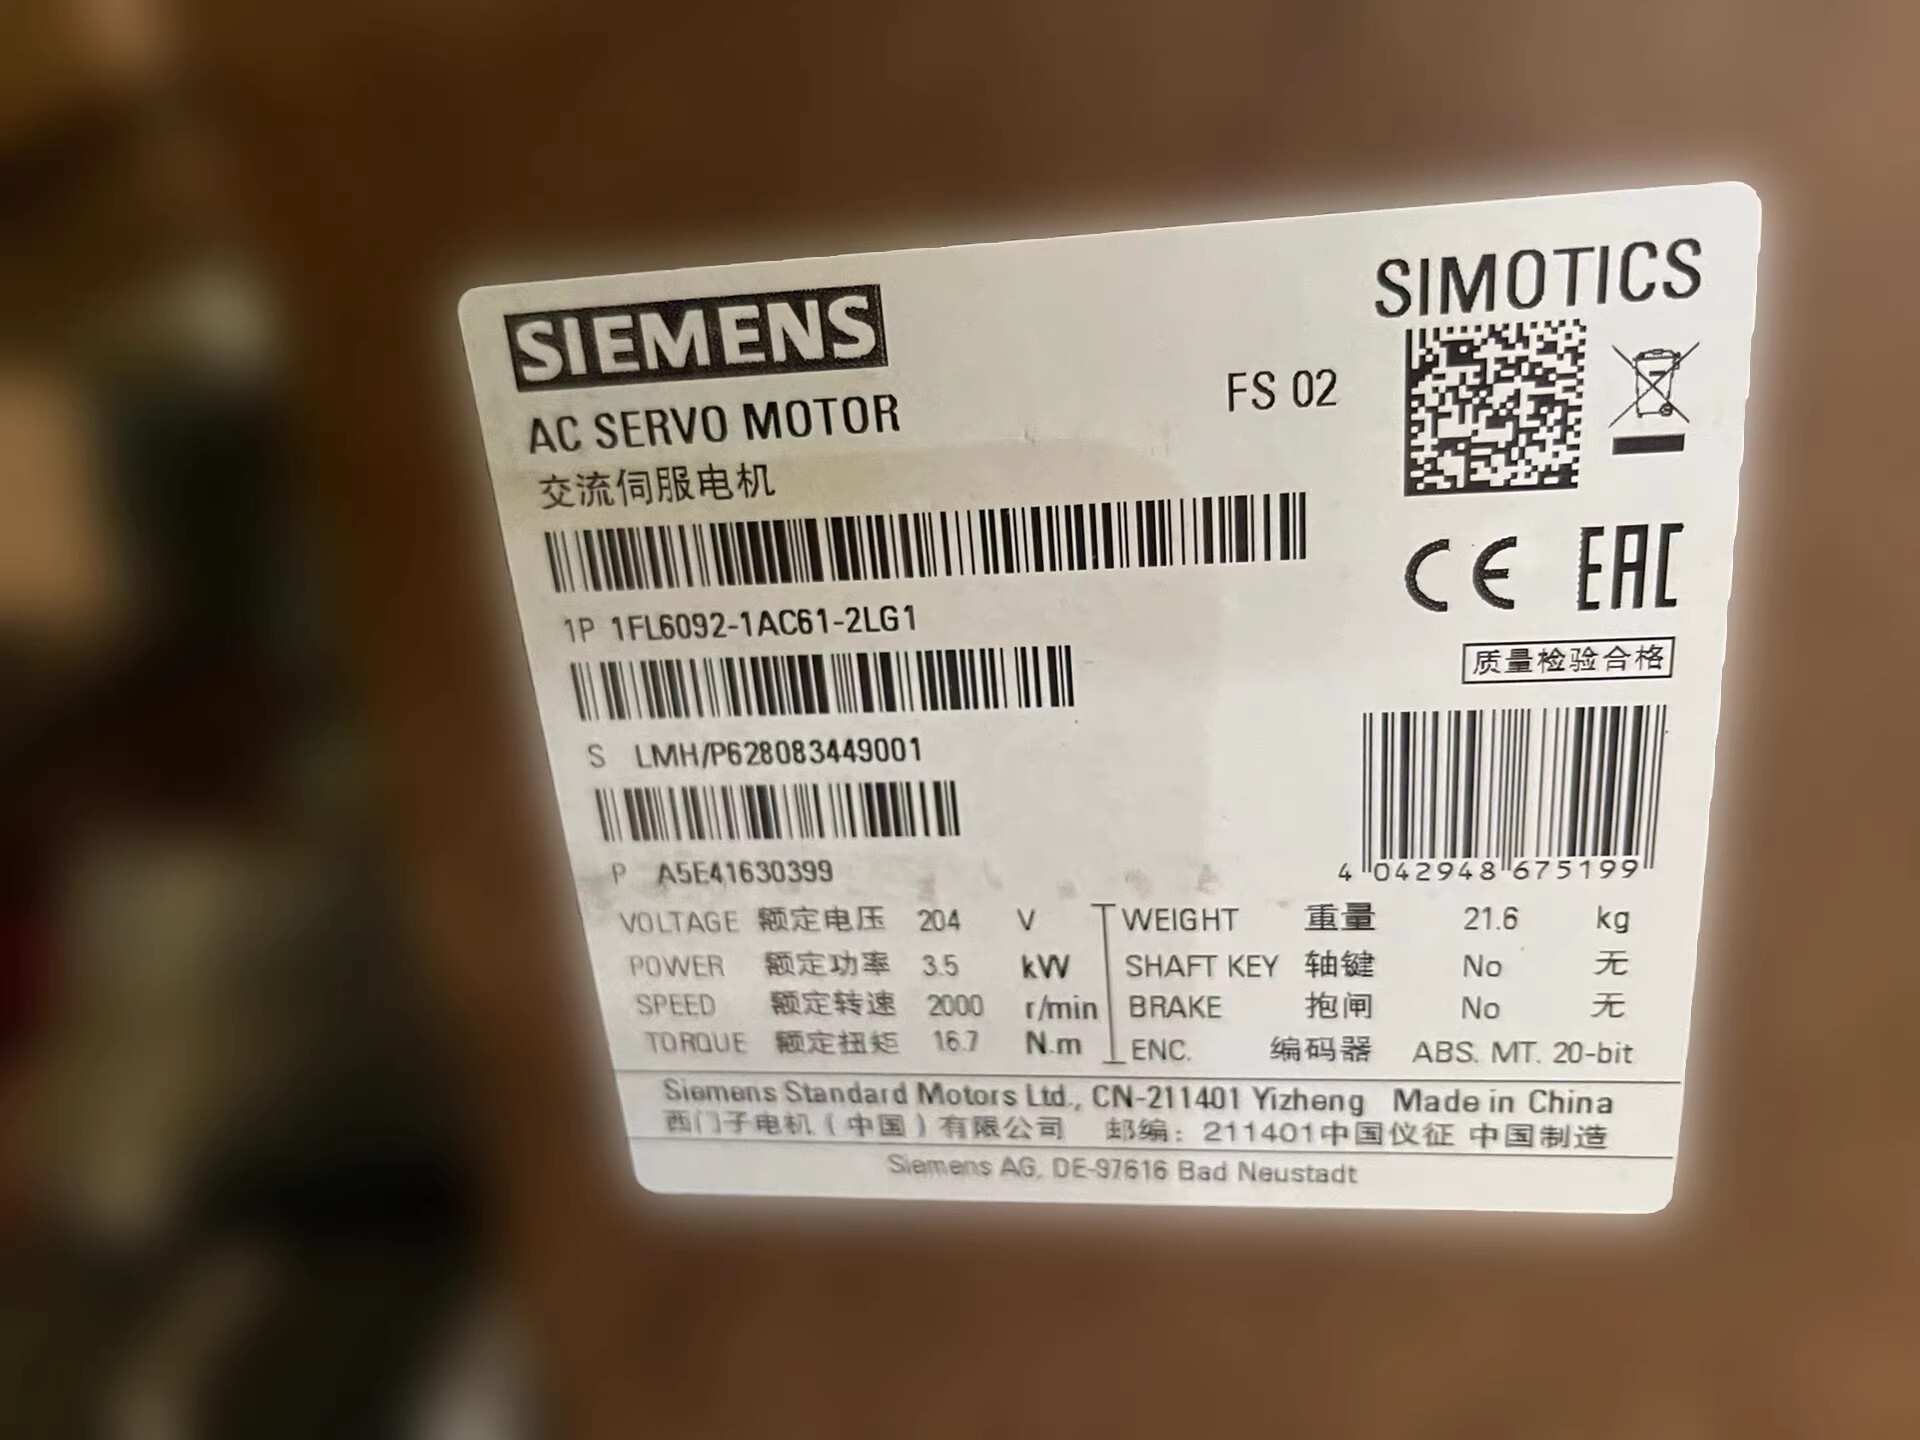 SIEMENS
SIMOTICS
AC SERVO MOTOR
FS 02
交流伺服电机
1P 1FL6092-1AC61-2LG1
CE EAC
质量检验合格
S LMH/P628083449001
P A5E41630399
4 042948 675199
VOLTAGE 额定电压 204 V
POWER 额定功率 3.5 kW
SPEED 额定转速 2000 r/min
TORQUE 额定扭矩 16.7 N.m
WEIGHT 重量 21.6 kg
SHAFT KEY 轴键 No 无
BRAKE 抱闸 No 无
ENC. 编码器 ABS. MT. 20-bit
Siemens Standard Motors Ltd., CN-211401 Yizheng Made in China
西门子电机(中国)有限公司 邮编: 211401中国仪征 中国制造
Siemens AG, DE-97616 Bad Neustadt